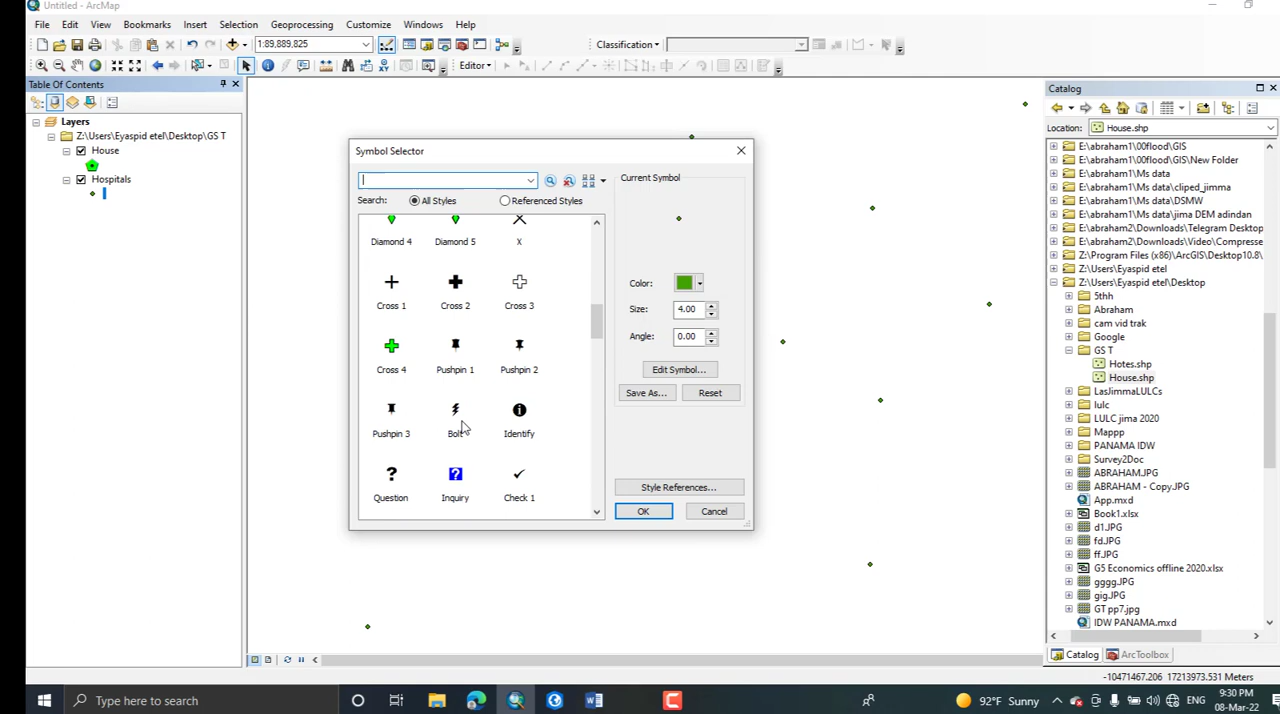 Untitled - ArcMap
File Edit View Bookmarks Insert Selection Geoprocessing Customize Windows Help
1:89,889,825 Classification
Editor
Table Of Contents
Layers
Z:\Users\Eyaspid etel\Desktop\GS T
House
Hospitals
Symbol Selector
Search: All Styles Referenced Styles
Diamond 4 Diamond 5 X
Cross 1 Cross 2 Cross 3
Cross 4 Pushpin 1 Pushpin 2
Pushpin 3 Bolt Identify
Question Inquiry Check 1
Current Symbol
Color:
Size: 4.00
Angle: 0.00
Edit Symbol...
Save As... Reset
Style References...
OK Cancel
Catalog
Location: House.shp
E:\abraham1\00flood\GIS
E:\abraham1\00flood\GIS\New Folder
E:\abraham1\Ms data
E:\abraham1\Ms data\cliped_jimma
E:\abraham1\Ms data\DSMW
E:\abraham1\Ms data\jima DEM adindan
E:\abraham2\Downloads\Telegram Desktop
E:\abraham2\Downloads\Video\Compresse
Z:\Program Files (x86)\ArcGIS\Desktop10.8\
Z:\Users\Eyaspid etel
Z:\Users\Eyaspid etel\Desktop
5thh
Abraham
cam vid trak
Google
GS T
Hotes.shp
House.shp
LasJimmaLULCs
lulc
LULC jima 2020
Mappp
PANAMA IDW
Survey2Doc
ABRAHAM.JPG
ABRAHAM - Copy.JPG
App.mxd
Book1.xlsx
d1.JPG
fd.JPG
ff.JPG
G5 Economics offline 2020.xlsx
gggg.JPG
gig.JPG
GT pp7.jpg
IDW PANAMA.mxd
Catalog ArcToolbox
-10471467.206 17213973.531 Meters
Type here to search
92°F Sunny
ENG
9:30 PM
08-Mar-22